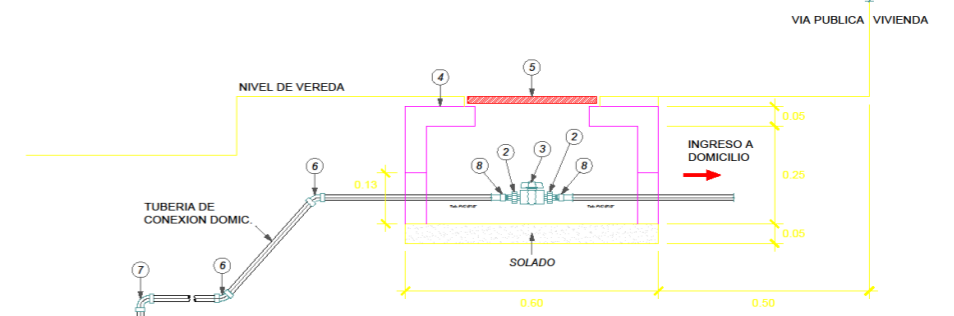 VIA PUBLICA VIVIENDA
5
4
NIVEL DE VEREDA
0.05
2
3
2
INGRESO A
DOMICILIO
8
8
6
0.25
0.13
TUBERIA DE
CONEXION DOMIC.
0.05
6
7
SOLADO
0.60
0.50